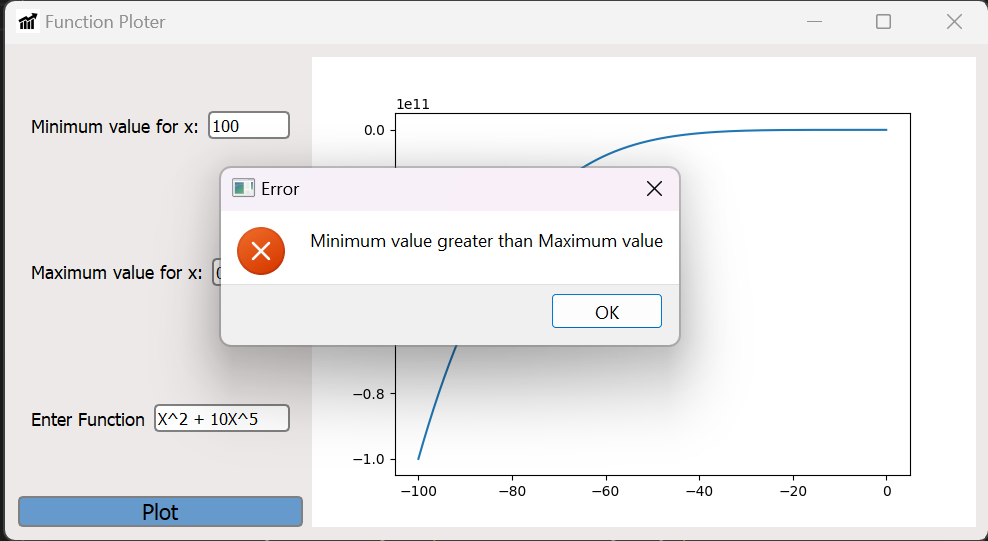 Function Ploter
Minimum value for x: 100
Maximum value for x:
Enter Function X^2 + 10X^5
Plot
Error
Minimum value greater than Maximum value
OK
1e11
0.0
−0.8
−1.0
−100 −80 −60 −40 −20 0